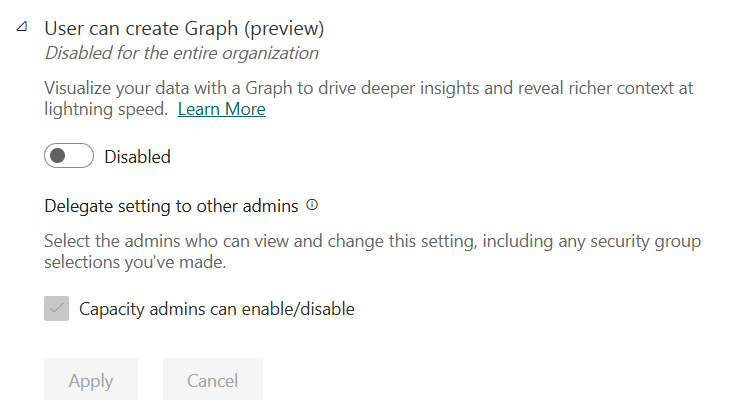 User can create Graph (preview)
Disabled for the entire organization
Visualize your data with a Graph to drive deeper insights and reveal richer context at
lightning speed. Learn More
Disabled
Delegate setting to other admins
Select the admins who can view and change this setting, including any security group
selections you've made.
Capacity admins can enable/disable
Apply Cancel